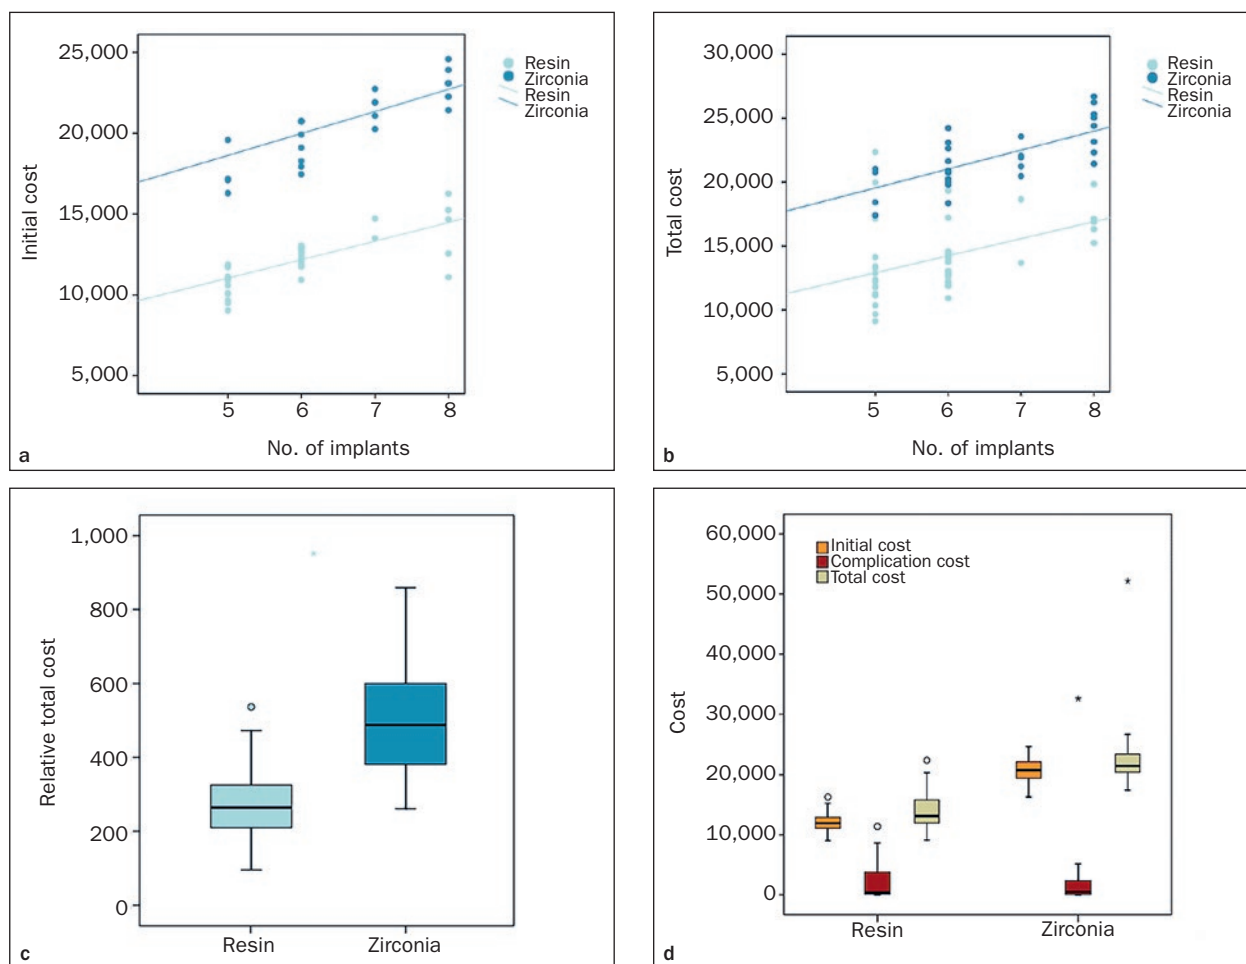 25,000
20,000
15,000
10,000
5,000
Initial cost
5 6 7 8
No. of implants
Resin
Zirconia
Resin
Zirconia
a
30,000
25,000
20,000
15,000
10,000
5,000
Total cost
5 6 7 8
No. of implants
Resin
Zirconia
Resin
Zirconia
b
1,000
800
600
400
200
0
Relative total cost
Resin Zirconia
c
60,000
50,000
40,000
30,000
20,000
10,000
0
Cost
Initial cost
Complication cost
Total cost
Resin Zirconia
d